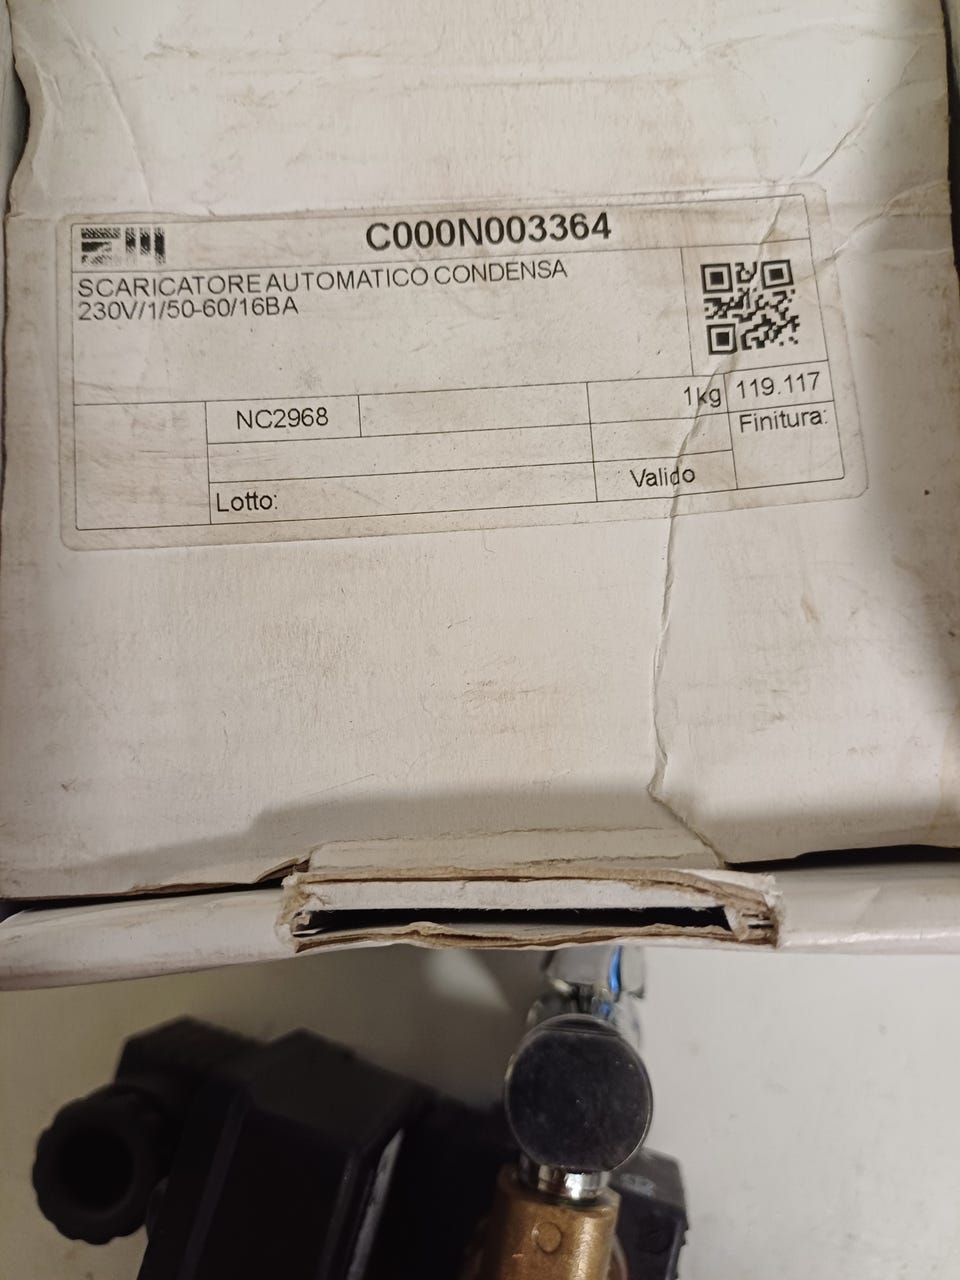 C000N003364
SCARICATORE AUTOMATICO CONDENSA
230V/1/50-60/16BA
NC2968
1kg
119.117
Finitura:
Valido
Lotto: